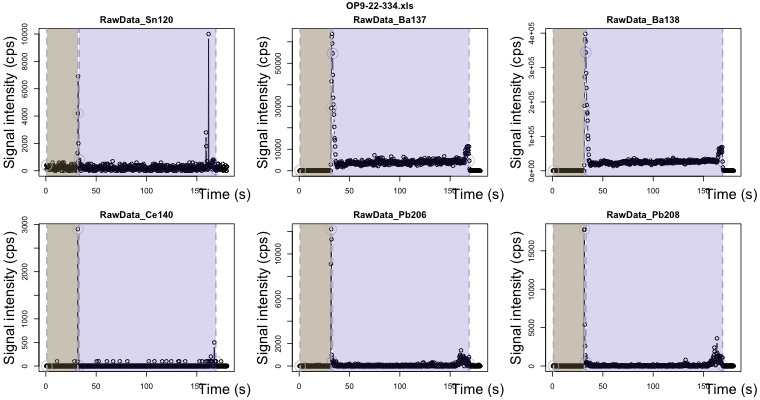 OP9-22-334.xls
RawData_Sn120 RawData_Ba137 RawData_Ba138
Signal intensity (cps) 0 2000 4000 6000 8000 10000
0 50 100 150 Time (s)
Signal intensity (cps) 0 10000 30000 50000
0 50 100 150 Time (s)
Signal intensity (cps) 0e+00 1e+05 2e+05 3e+05 4e+05
0 50 100 150 Time (s)
RawData_Ce140 RawData_Pb206 RawData_Pb208
Signal intensity (cps) 0 500 1000 2000 3000
0 50 100 150 Time (s)
Signal intensity (cps) 0 2000 6000 10000
0 50 100 150 Time (s)
Signal intensity (cps) 0 5000 10000 15000
0 50 100 150 Time (s)